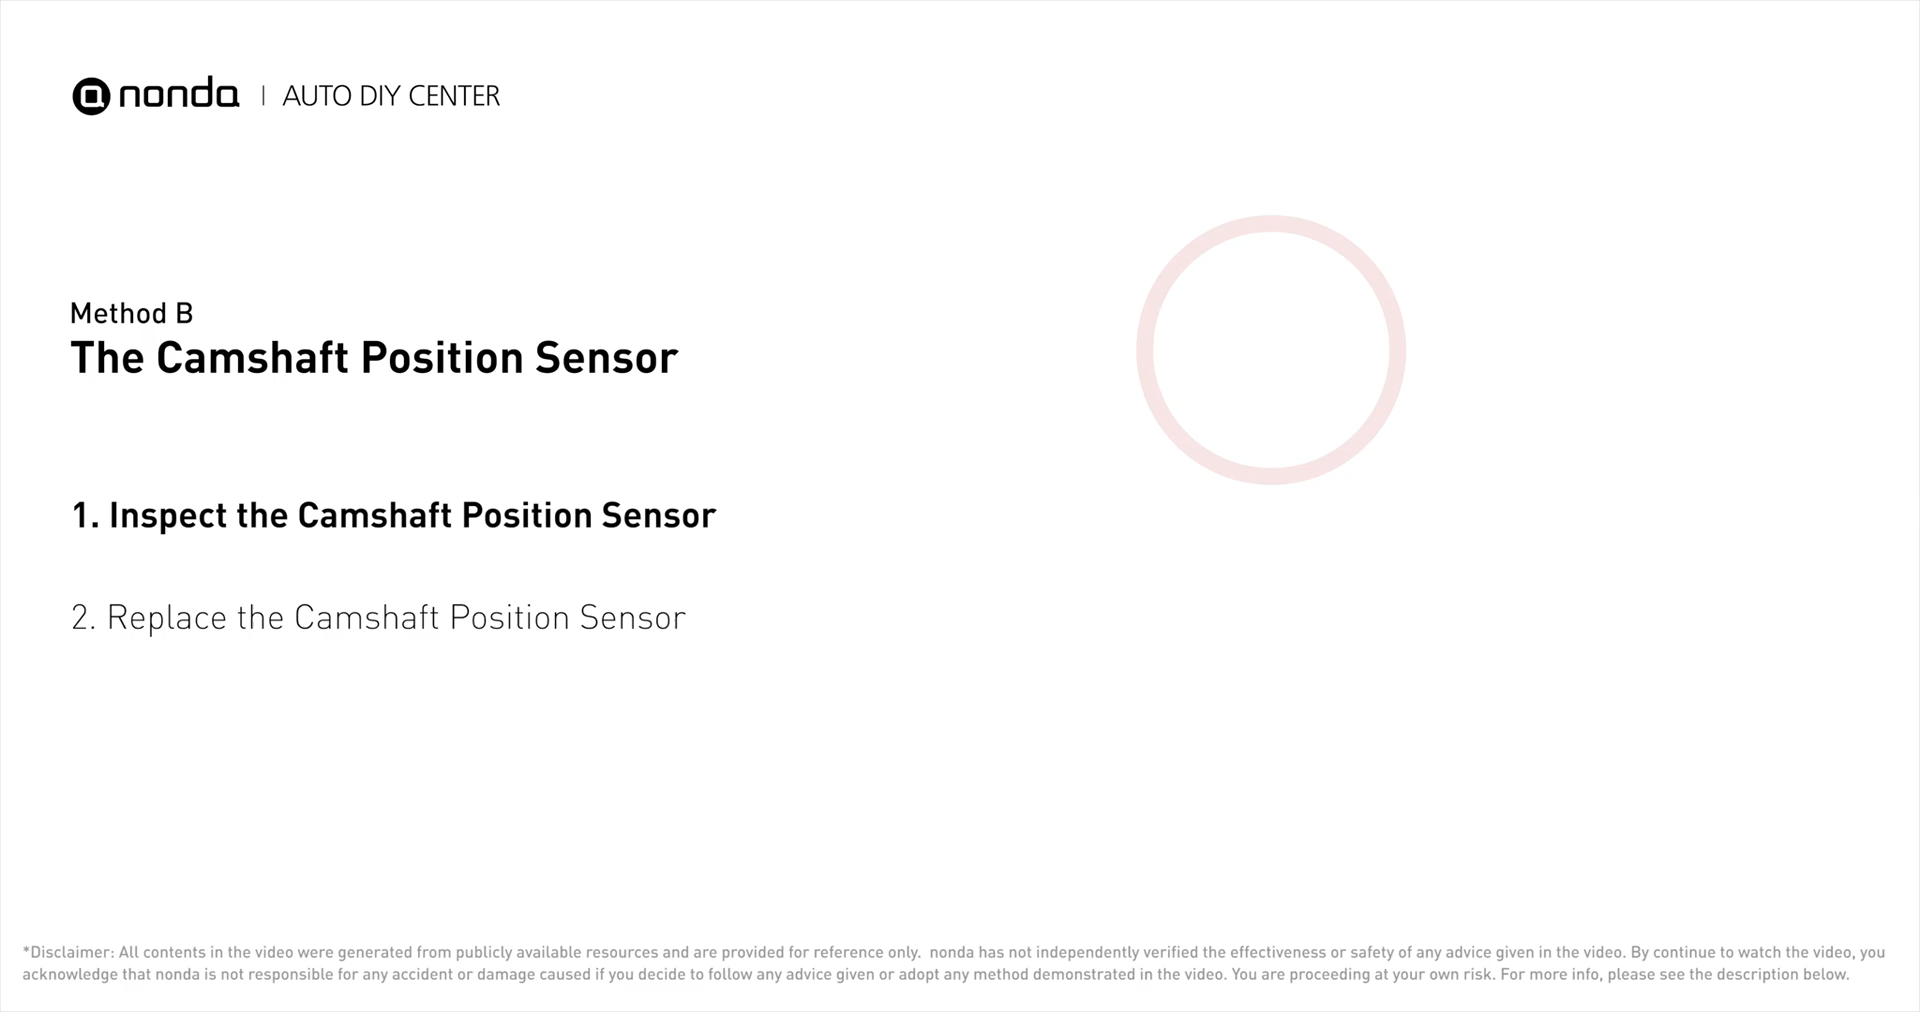 nonda | AUTO DIY CENTER
Method B
The Camshaft Position Sensor
1. Inspect the Camshaft Position Sensor
2. Replace the Camshaft Position Sensor
*Disclaimer: All contents in the video were generated from publicly available resources and are provided for reference only.  nonda has not independently verified the effectiveness or safety of any advice given in the video. By continue to watch the video, you
acknowledge that nonda is not responsible for any accident or damage caused if you decide to follow any advice given or adopt any method demonstrated in the video. You are proceeding at your own risk. For more info, please see the description below.